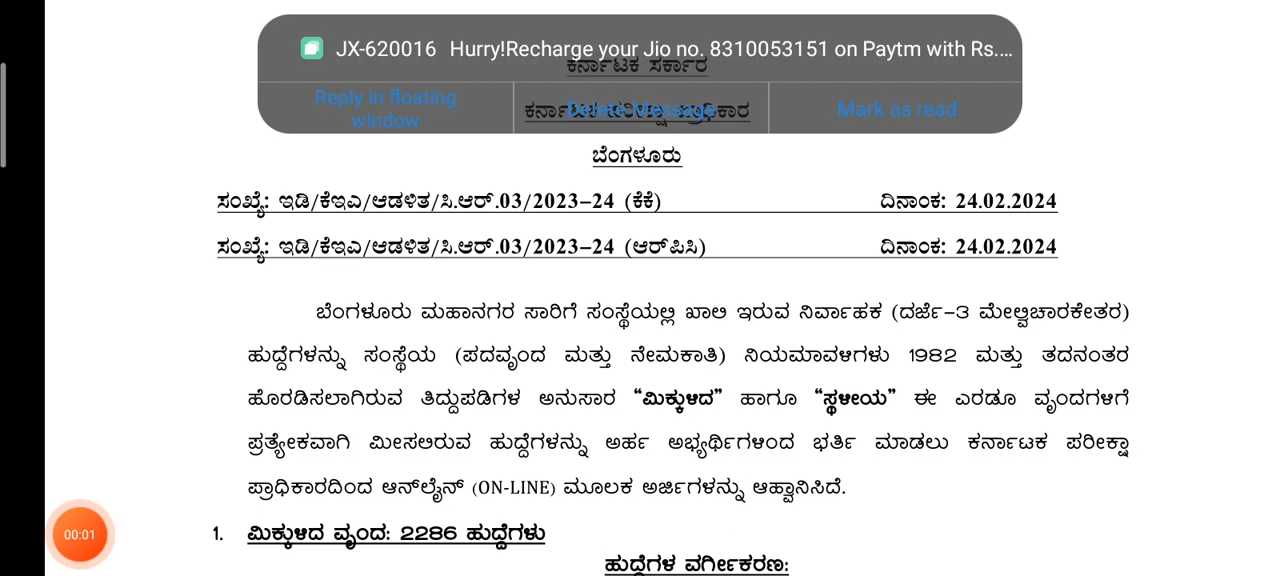 JX-620016 Hurry!Recharge your Jio no. 8310053151 on Paytm with Rs....
ಕರ್ನಾಟಕ ಸರ್ಕಾರ
Reply in floating window
Delete Message
Mark as read
ಬೆಂಗಳೂರು
ಸಂಖ್ಯೆ: ಇಡಿ/ಕೆಇಎ/ಆಡಳಿತ/ಸಿ.ಆರ್.03/2023-24 (ಕೆಕೆ) ದಿನಾಂಕ: 24.02.2024
ಸಂಖ್ಯೆ: ಇಡಿ/ಕೆಇಎ/ಆಡಳಿತ/ಸಿ.ಆರ್.03/2023-24 (ಆರ್‌ಪಿಸಿ) ದಿನಾಂಕ: 24.02.2024
ಬೆಂಗಳೂರು ಮಹಾನಗರ ಸಾರಿಗೆ ಸಂಸ್ಥೆಯಲ್ಲಿ ಖಾಲಿ ಇರುವ ನಿರ್ವಾಹಕ (ದರ್ಜೆ-3 ಮೇಲ್ವಿಚಾರಕೇತರ)
ಹುದ್ದೆಗಳನ್ನು ಸಂಸ್ಥೆಯ (ಪದವೃಂದ ಮತ್ತು ನೇಮಕಾತಿ) ನಿಯಮಾವಳಿಗಳು 1982 ಮತ್ತು ತದನಂತರ
ಹೊರಡಿಸಲಾಗಿರುವ ತಿದ್ದುಪಡಿಗಳ ಅನುಸಾರ “ಮಿಕ್ಕುಳಿದ” ಹಾಗೂ “ಸ್ಥಳೀಯ” ಈ ಎರಡೂ ವೃಂದಗಳಿಗೆ
ಪ್ರತ್ಯೇಕವಾಗಿ ಮೀಸಲಿರುವ ಹುದ್ದೆಗಳನ್ನು ಅರ್ಹ ಅಭ್ಯರ್ಥಿಗಳಿಂದ ಭರ್ತಿ ಮಾಡಲು ಕರ್ನಾಟಕ ಪರೀಕ್ಷಾ
ಪ್ರಾಧಿಕಾರದಿಂದ ಆನ್‌ಲೈನ್ (ON-LINE) ಮೂಲಕ ಅರ್ಜಿಗಳನ್ನು ಆಹ್ವಾನಿಸಿದೆ.
1. ಮಿಕ್ಕುಳಿದ ವೃಂದ: 2286 ಹುದ್ದೆಗಳು
00:01
ಹುದ್ದೆಗಳ ವರ್ಗೀಕರಣ: